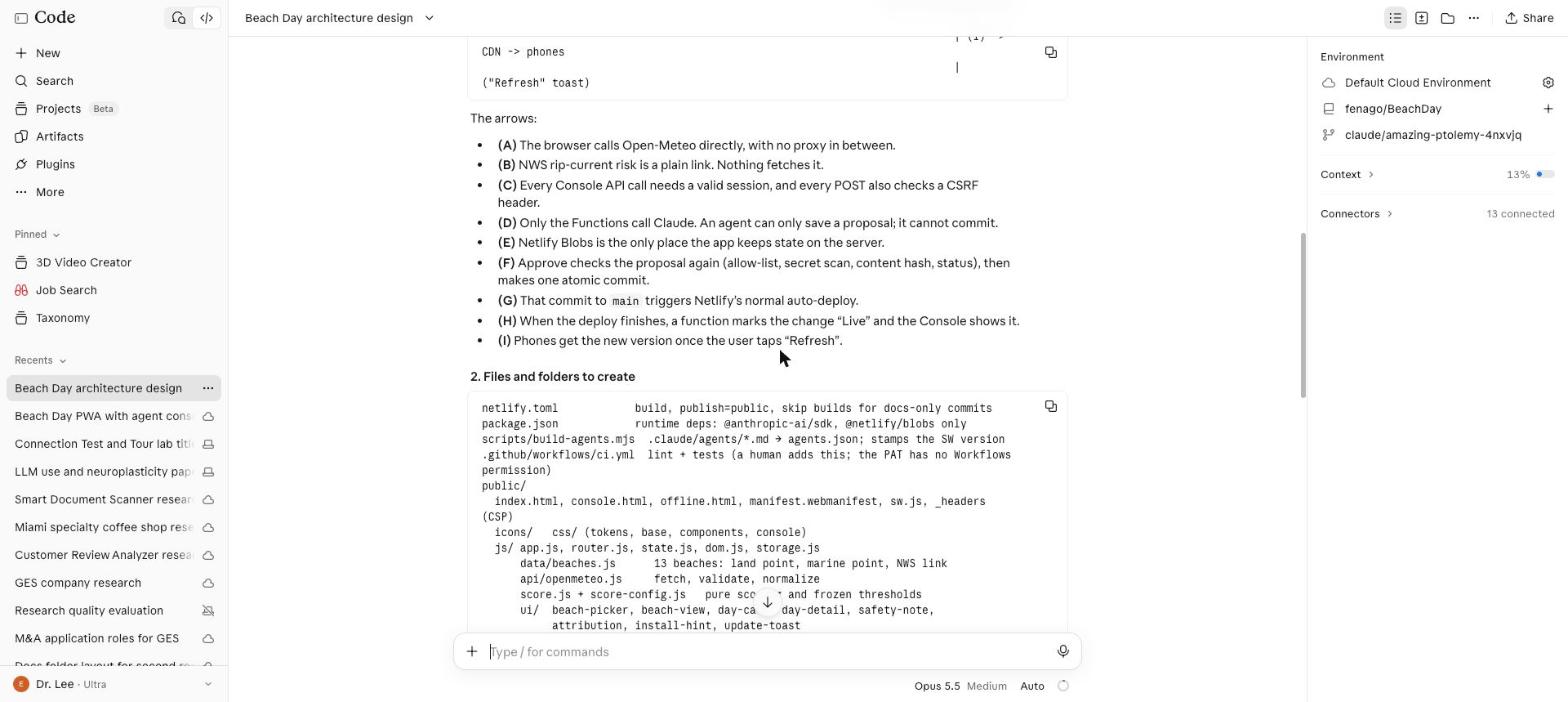 Code
New
Search
Projects Beta
Artifacts
Plugins
More
Pinned
3D Video Creator
Job Search
Taxonomy
Recents
Beach Day architecture design
Beach Day PWA with agent cons
Connection Test and Tour lab titl
LLM use and neuroplasticity pap
Smart Document Scanner resear
Miami specialty coffee shop rese
Customer Review Analyzer resea
GES company research
Research quality evaluation
M&A application roles for GES
Docs folder layout for second re
E Dr. Lee · Ultra
Beach Day architecture design
Share
| (I) ->
CDN -> phones
|
("Refresh" toast)
The arrows:
• (A) The browser calls Open-Meteo directly, with no proxy in between.
• (B) NWS rip-current risk is a plain link. Nothing fetches it.
• (C) Every Console API call needs a valid session, and every POST also checks a CSRF
header.
• (D) Only the Functions call Claude. An agent can only save a proposal; it cannot commit.
• (E) Netlify Blobs is the only place the app keeps state on the server.
• (F) Approve checks the proposal again (allow-list, secret scan, content hash, status), then
makes one atomic commit.
• (G) That commit to main triggers Netlify’s normal auto-deploy.
• (H) When the deploy finishes, a function marks the change “Live” and the Console shows it.
• (I) Phones get the new version once the user taps “Refresh”.
2. Files and folders to create
netlify.toml build, publish=public, skip builds for docs-only commits
package.json runtime deps: @anthropic-ai/sdk, @netlify/blobs only
scripts/build-agents.mjs .claude/agents/*.md → agents.json; stamps the SW version
.github/workflows/ci.yml lint + tests (a human adds this; the PAT has no Workflows
permission)
public/
index.html, console.html, offline.html, manifest.webmanifest, sw.js, _headers
(CSP)
icons/ css/ (tokens, base, components, console)
js/ app.js, router.js, state.js, dom.js, storage.js
data/beaches.js 13 beaches: land point, marine point, NWS link
api/openmeteo.js fetch, validate, normalize
score.js + score-config.js pure and frozen thresholds
ui/ beach-picker, beach-view, day-detail, safety-note,
attribution, install-hint, update-toast
Type / for commands
Opus 5.5 Medium Auto
Environment
Default Cloud Environment
fenago/BeachDay
claude/amazing-ptolemy-4nxvjq
Context 13%
Connectors 13 connected